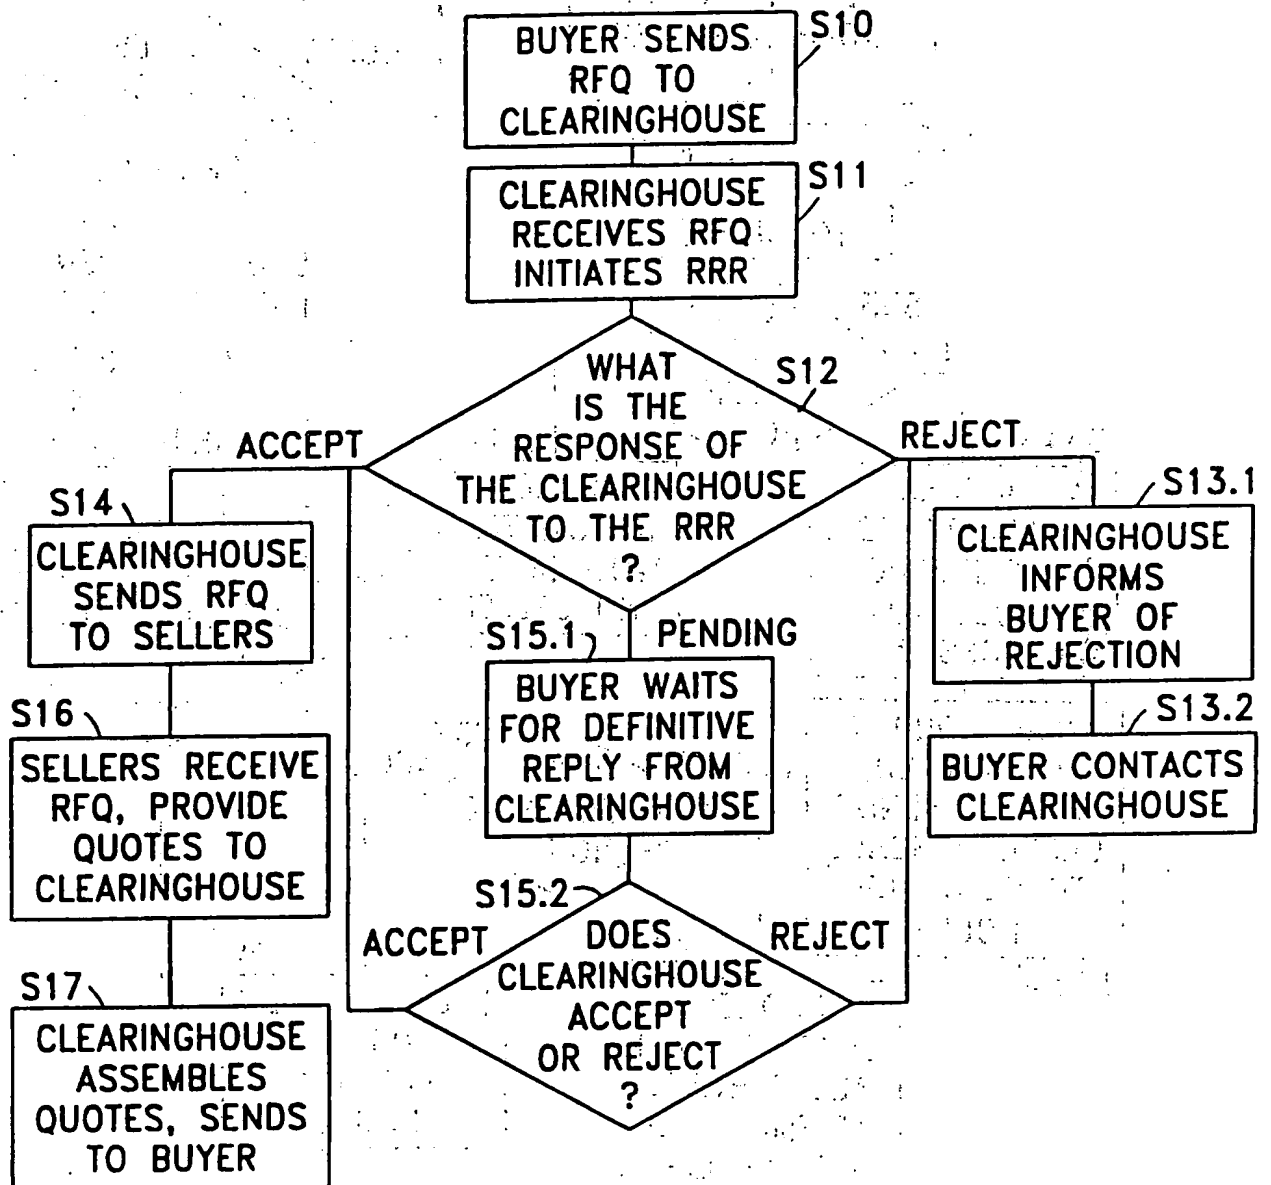 BUYER SENDS
RFQ TO
CLEARINGHOUSE
S10
CLEARINGHOUSE
RECEIVES RFQ
INITIATES RRR
S11
WHAT
IS THE
RESPONSE OF
THE CLEARINGHOUSE
TO THE RRR
?
S12
ACCEPT
REJECT
PENDING
S14
CLEARINGHOUSE
SENDS RFQ
TO SELLERS
S16
SELLERS RECEIVE
RFQ, PROVIDE
QUOTES TO
CLEARINGHOUSE
S17
CLEARINGHOUSE
ASSEMBLES
QUOTES, SENDS
TO BUYER
S15.1
BUYER WAITS
FOR DEFINITIVE
REPLY FROM
CLEARINGHOUSE
S15.2
DOES
CLEARINGHOUSE
ACCEPT
OR REJECT
?
ACCEPT
REJECT
S13.1
CLEARINGHOUSE
INFORMS
BUYER OF
REJECTION
S13.2
BUYER CONTACTS
CLEARINGHOUSE